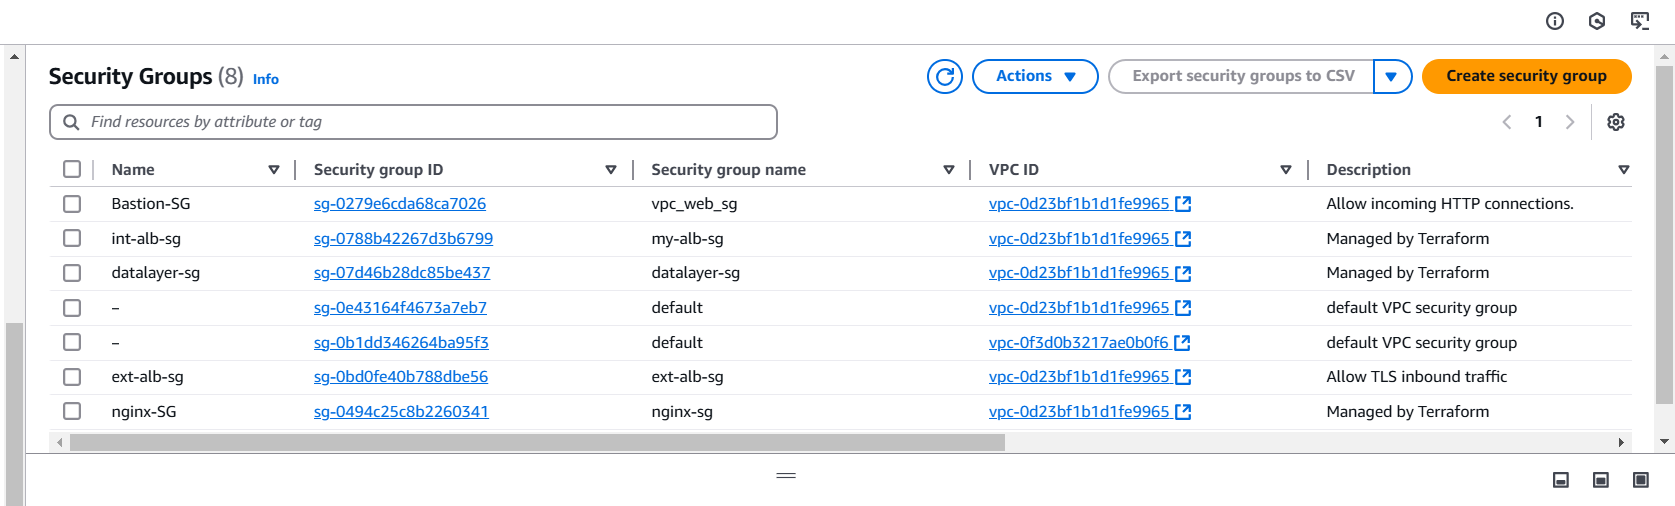 Security Groups (8) Info
Actions
Export security groups to CSV
Create security group
Find resources by attribute or tag
1
Name Security group ID Security group name VPC ID Description
Bastion-SG sg-0279e6cda68ca7026 vpc_web_sg vpc-0d23bf1b1d1fe9965 Allow incoming HTTP connections.
int-alb-sg sg-0788b42267d3b6799 my-alb-sg vpc-0d23bf1b1d1fe9965 Managed by Terraform
datalayer-sg sg-07d46b28dc85be437 datalayer-sg vpc-0d23bf1b1d1fe9965 Managed by Terraform
– sg-0e43164f4673a7eb7 default vpc-0d23bf1b1d1fe9965 default VPC security group
– sg-0b1dd346264ba95f3 default vpc-0f3d0b3217ae0b0f6 default VPC security group
ext-alb-sg sg-0bd0fe40b788dbe56 ext-alb-sg vpc-0d23bf1b1d1fe9965 Allow TLS inbound traffic
nginx-SG sg-0494c25c8b2260341 nginx-sg vpc-0d23bf1b1d1fe9965 Managed by Terraform